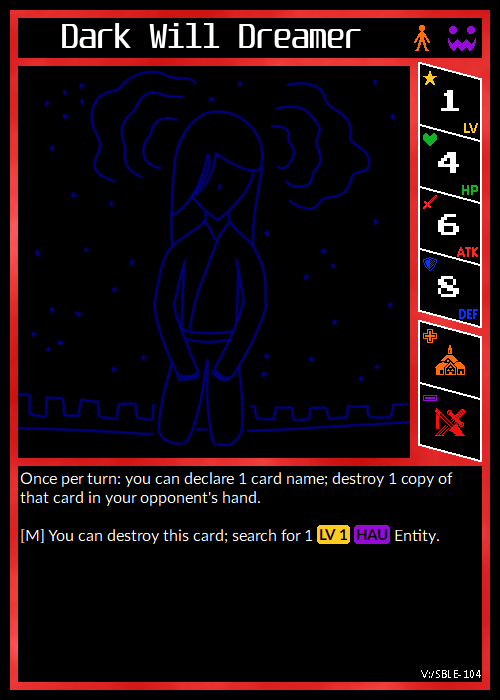 Dark Will Dreamer
1
LV
4
HP
6
ATK
8
DEF
Once per turn: you can declare 1 card name; destroy 1 copy of
that card in your opponent's hand.
[M] You can destroy this card; search for 1 LV 1 HAU Entity.
V:/SBLE-104